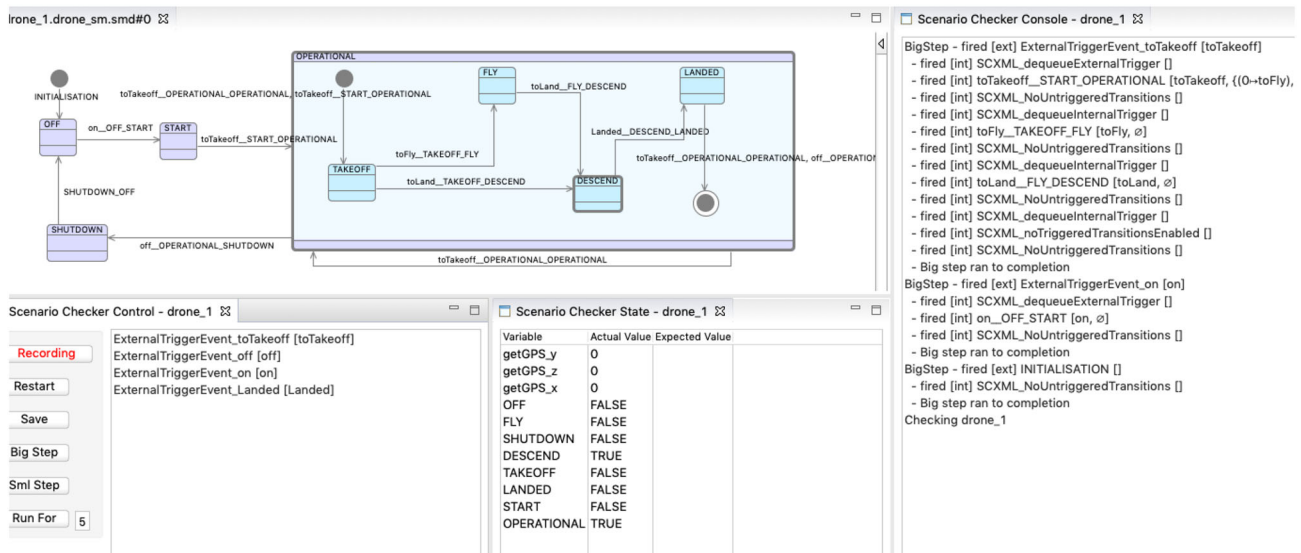 drone_1.drone_sm.smd#0
OPERATIONAL
INITIALISATION
toTakeoff__OPERATIONAL_OPERATIONAL, toTakeoff__START_OPERATIONAL
FLY
toLand__FLY_DESCEND
LANDED
OFF
on__OFF_START
START
toTakeoff__START_OPERATIONAL
Landed__DESCEND_LANDED
toFly__TAKEOFF_FLY
toTakeoff__OPERATIONAL_OPERATIONAL, off__OPERATION
TAKEOFF
toLand__TAKEOFF_DESCEND
DESCEND
SHUTDOWN_OFF
SHUTDOWN
off__OPERATIONAL_SHUTDOWN
toTakeoff__OPERATIONAL_OPERATIONAL
Scenario Checker Control - drone_1
Recording
Restart
Save
Big Step
Sml Step
Run For 5
ExternalTriggerEvent_toTakeoff [toTakeoff]
ExternalTriggerEvent_off [off]
ExternalTriggerEvent_on [on]
ExternalTriggerEvent_Landed [Landed]
Scenario Checker State - drone_1
Variable Actual Value Expected Value
getGPS_y 0
getGPS_z 0
getGPS_x 0
OFF FALSE
FLY FALSE
SHUTDOWN FALSE
DESCEND TRUE
TAKEOFF FALSE
LANDED FALSE
START FALSE
OPERATIONAL TRUE
Scenario Checker Console - drone_1
BigStep - fired [ext] ExternalTriggerEvent_toTakeoff [toTakeoff]
- fired [int] SCXML_dequeueExternalTrigger []
- fired [int] toTakeoff__START_OPERATIONAL [toTakeoff, {(0↦toFly),
- fired [int] SCXML_NoUntriggeredTransitions []
- fired [int] SCXML_dequeueInternalTrigger []
- fired [int] toFly__TAKEOFF_FLY [toFly, ∅]
- fired [int] SCXML_NoUntriggeredTransitions []
- fired [int] SCXML_dequeueInternalTrigger []
- fired [int] toLand__FLY_DESCEND [toLand, ∅]
- fired [int] SCXML_NoUntriggeredTransitions []
- fired [int] SCXML_dequeueInternalTrigger []
- fired [int] SCXML_noTriggeredTransitionsEnabled []
- fired [int] SCXML_NoUntriggeredTransitions []
- Big step ran to completion
BigStep - fired [ext] ExternalTriggerEvent_on [on]
- fired [int] SCXML_dequeueExternalTrigger []
- fired [int] on__OFF_START [on, ∅]
- fired [int] SCXML_NoUntriggeredTransitions []
- Big step ran to completion
BigStep - fired [ext] INITIALISATION []
- fired [int] SCXML_NoUntriggeredTransitions []
- Big step ran to completion
Checking drone_1